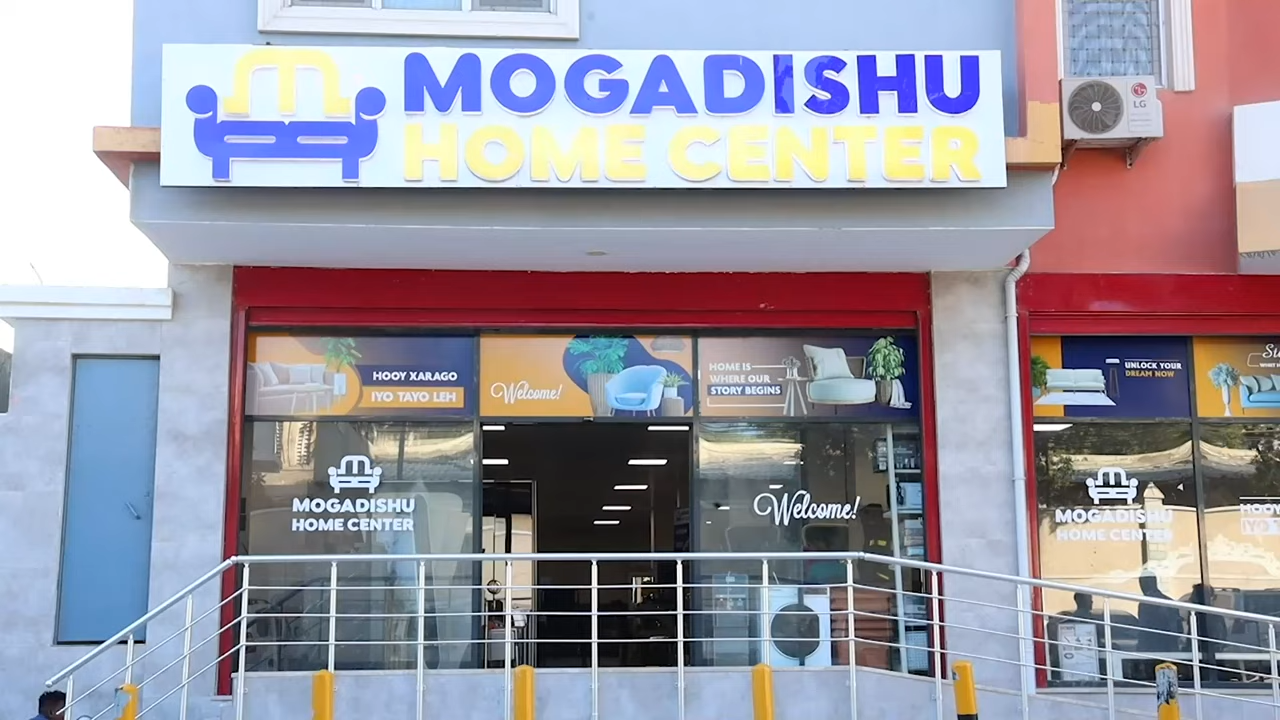 MOGADISHU
HOME CENTER
LG
HOOY XARAGO
IYO TAYO LEH
Welcome!
HOME IS
WHERE OUR
STORY BEGINS
UNLOCK YOUR
DREAM NOW
MOGADISHU
HOME CENTER
Welcome!
MOGADISHU
HOME CENTER